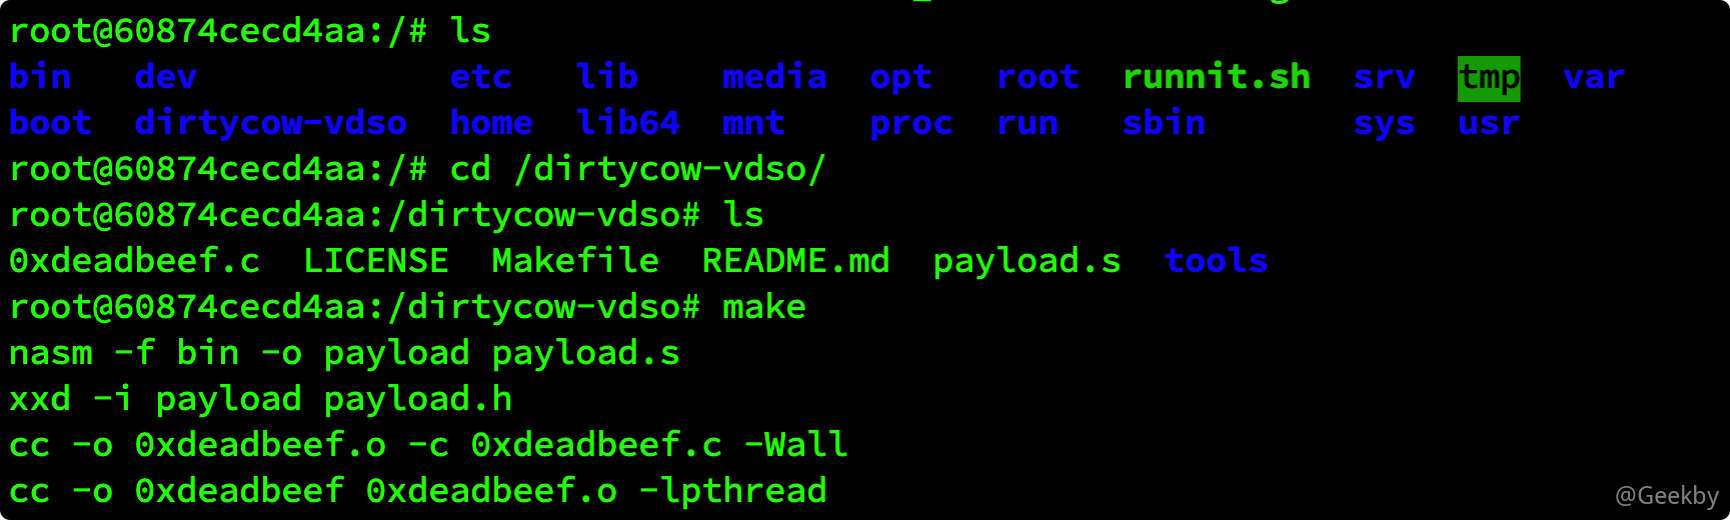 root@60874cecd4aa:/# ls
bin dev etc lib media opt root runnit.sh srv tmp var
boot dirtycow-vdso home lib64 mnt proc run sbin sys usr
root@60874cecd4aa:/# cd /dirtycow-vdso/
root@60874cecd4aa:/dirtycow-vdso# ls
0xdeadbeef.c LICENSE Makefile README.md payload.s tools
root@60874cecd4aa:/dirtycow-vdso# make
nasm -f bin -o payload payload.s
xxd -i payload payload.h
cc -o 0xdeadbeef.o -c 0xdeadbeef.c -Wall
cc -o 0xdeadbeef 0xdeadbeef.o -lpthread
@Geekby